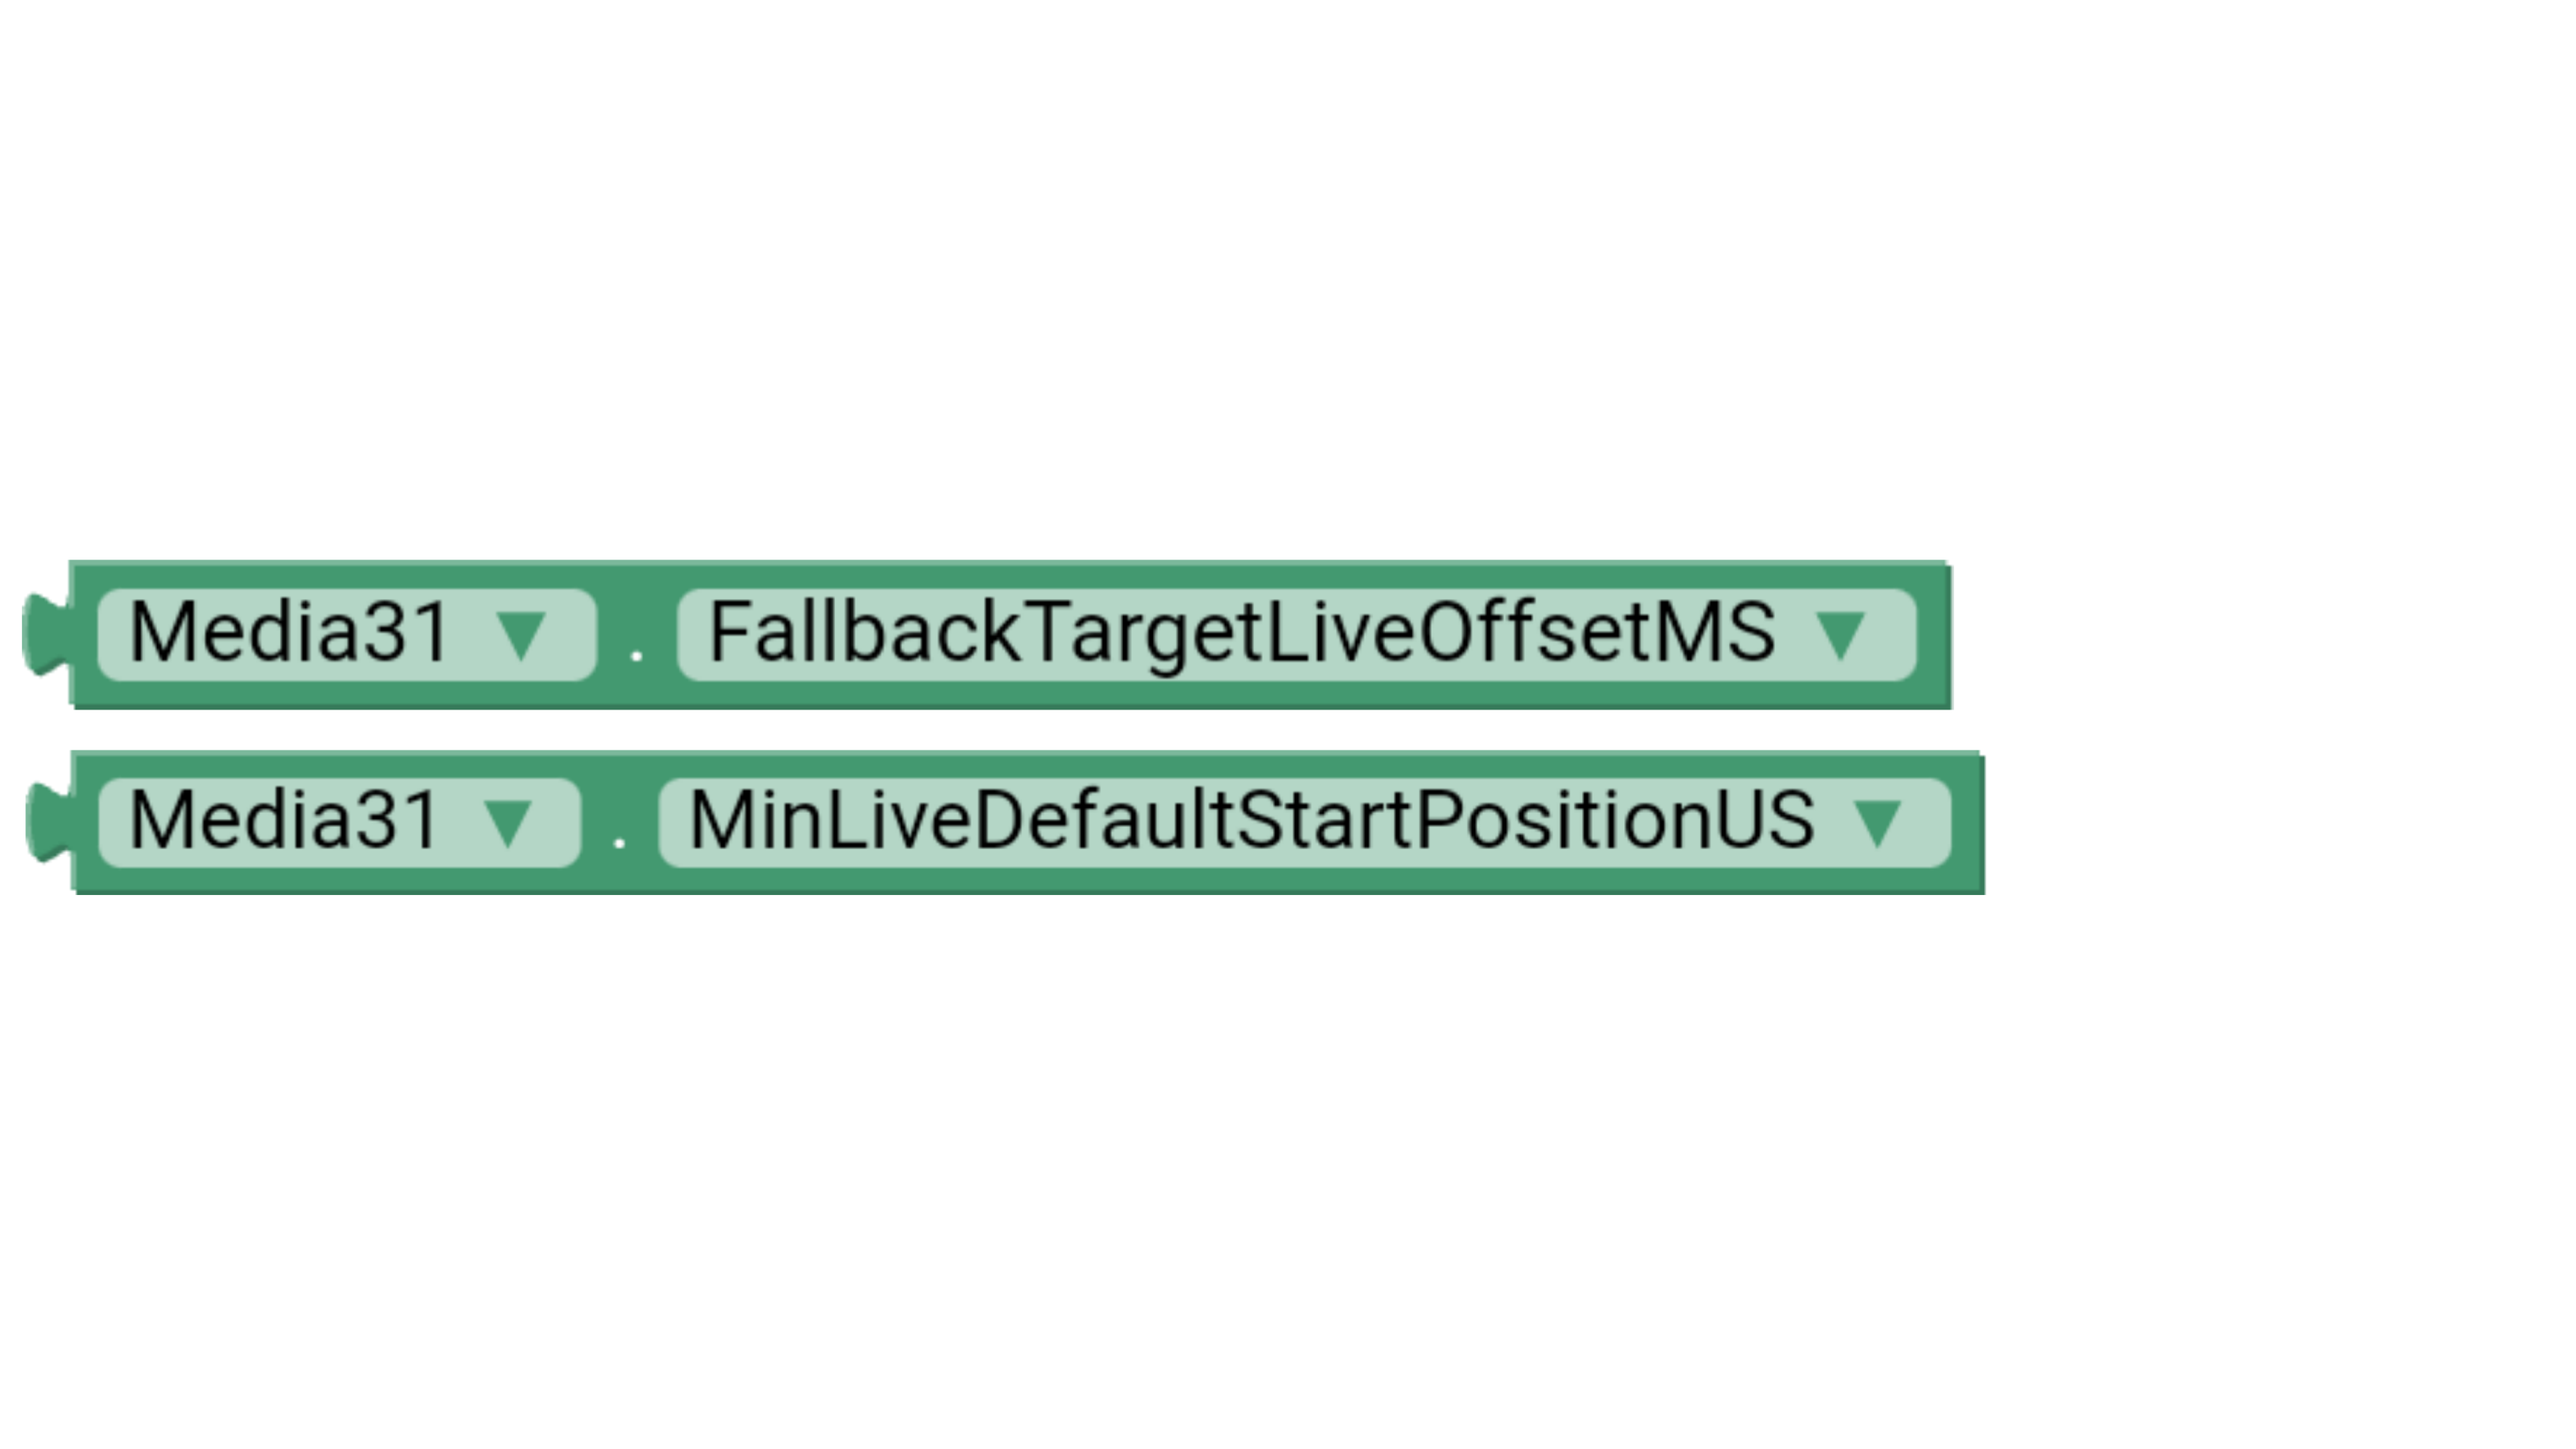 Media31 ▼ . FallbackTargetLiveOffsetMS ▼
Media31 ▼ . MinLiveDefaultStartPositionUS ▼